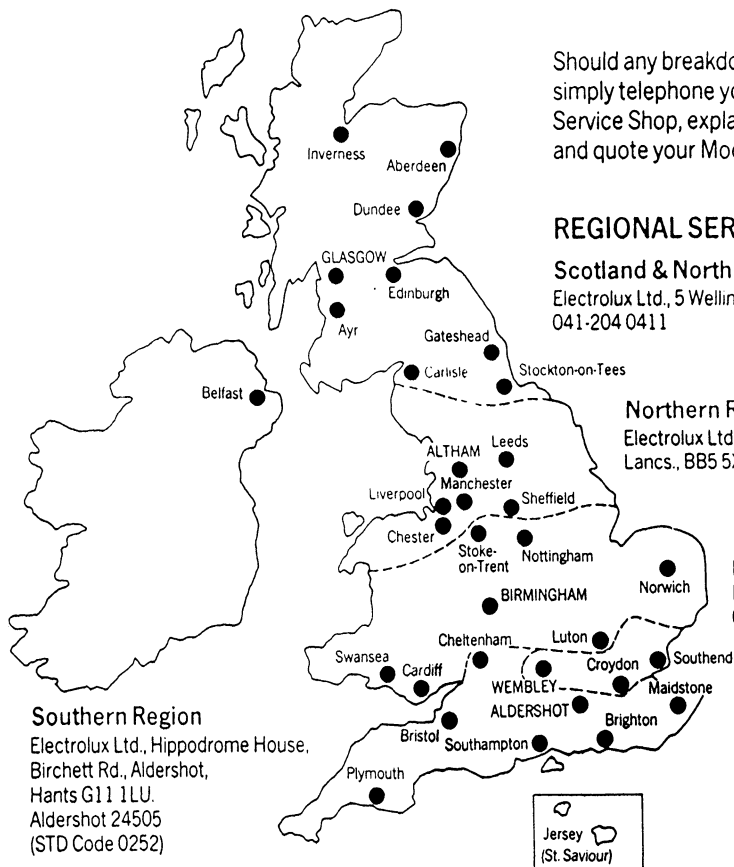 Should any breakdo
simply telephone yo
Service Shop, expla
and quote your Mod
REGIONAL SER
Scotland & North
Electrolux Ltd., 5 Wellin
041-204 0411
Inverness
Aberdeen
Dundee
GLASGOW
Edinburgh
Ayr
Gateshead
Carlisle
Stockton-on-Tees
Belfast
Northern R
Electrolux Ltd
Lancs., BB5 5X
ALTHAM
Leeds
Manchester
Liverpool
Sheffield
Chester
Stoke-
on-Trent
Nottingham
Norwich
BIRMINGHAM
Cheltenham
Luton
Swansea
Cardiff
WEMBLEY
Croydon
Southend
Maidstone
ALDERSHOT
Bristol
Southampton
Brighton
Plymouth
Southern Region
Electrolux Ltd., Hippodrome House,
Birchett Rd., Aldershot,
Hants G11 1LU.
Aldershot 24505
(STD Code 0252)
Jersey
(St. Saviour)